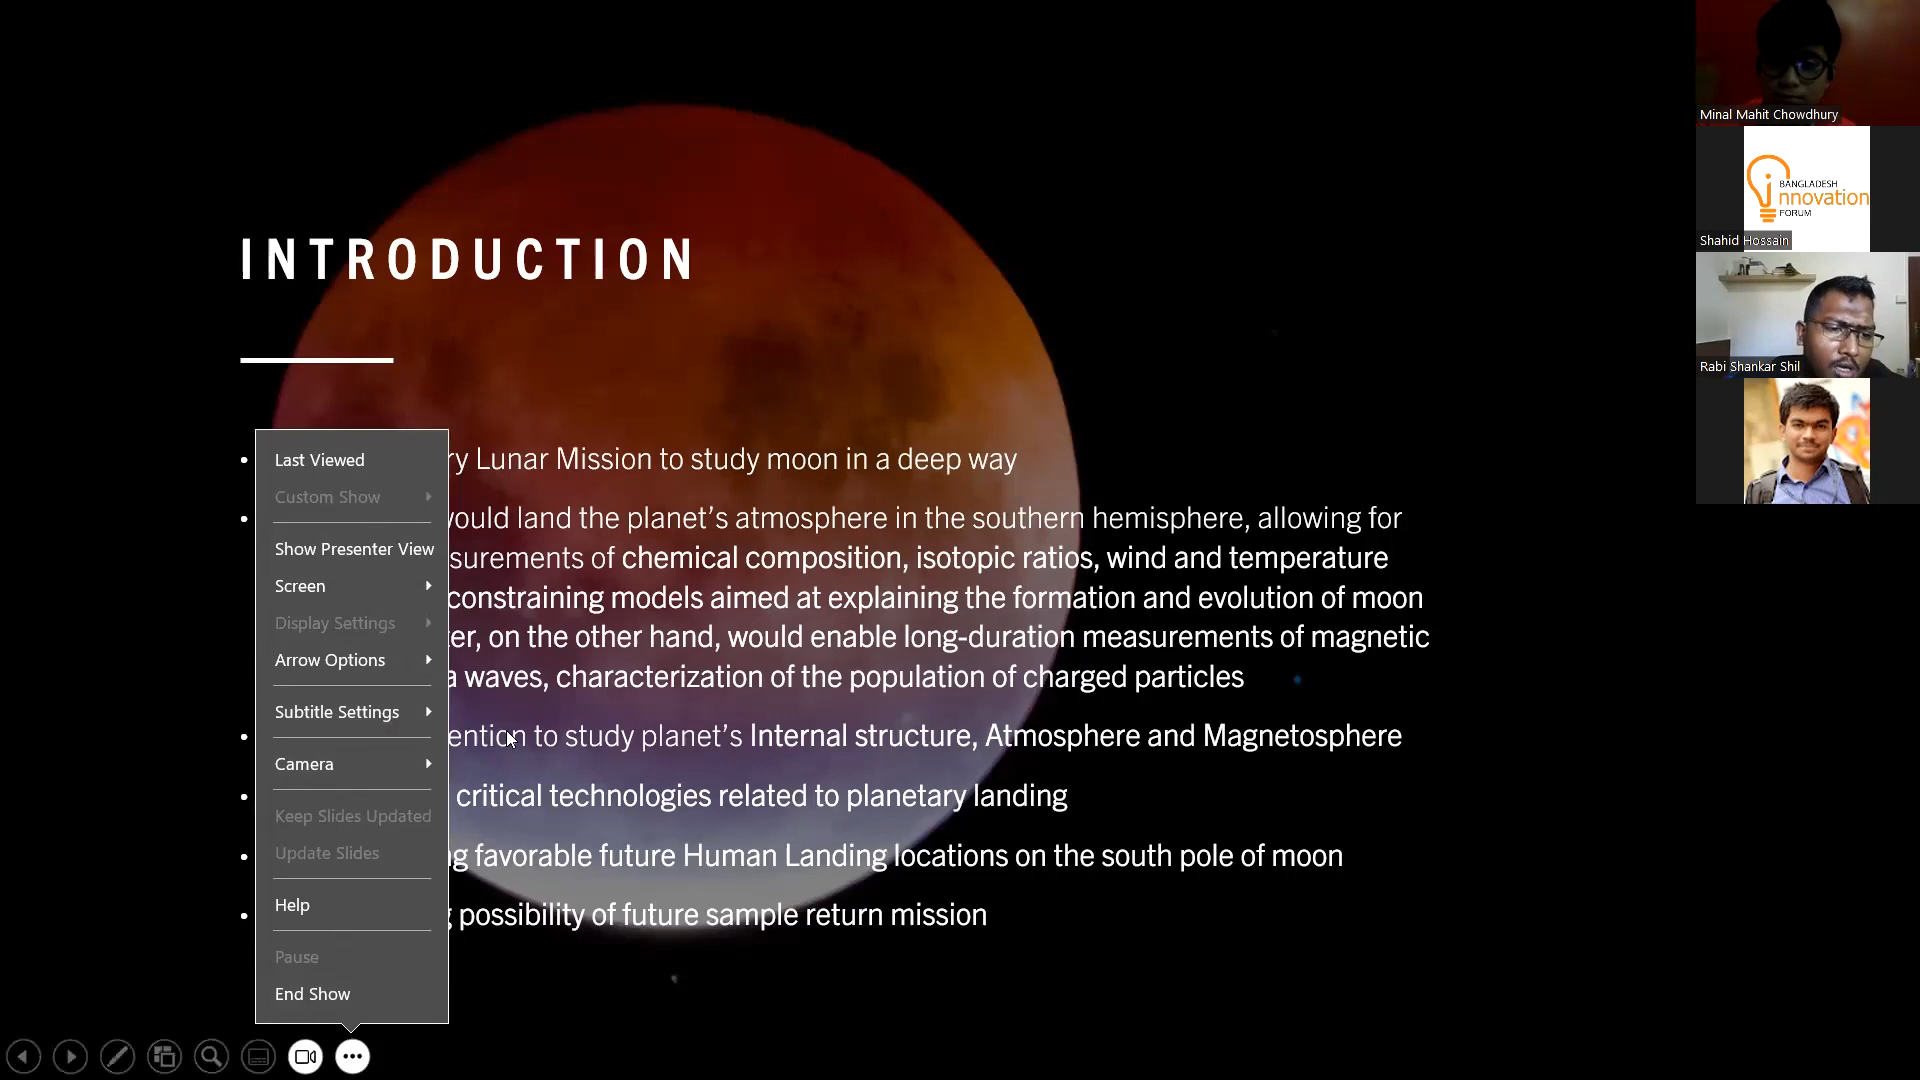 INTRODUCTION
ry Lunar Mission to study moon in a deep way
would land the planet's atmosphere in the southern hemisphere, allowing for
surements of chemical composition, isotopic ratios, wind and temperature
constraining models aimed at explaining the formation and evolution of moon
ter, on the other hand, would enable long-duration measurements of magnetic
a waves, characterization of the population of charged particles
ention to study planet's Internal structure, Atmosphere and Magnetosphere
critical technologies related to planetary landing
ng favorable future Human Landing locations on the south pole of moon
g possibility of future sample return mission
Last Viewed
Custom Show
Show Presenter View
Screen
Display Settings
Arrow Options
Subtitle Settings
Camera
Keep Slides Updated
Update Slides
Help
Pause
End Show
Minal Mahit Chowdhury
BANGLADESH
innovation
FORUM
Shahid Hossain
Rabi Shankar Shil